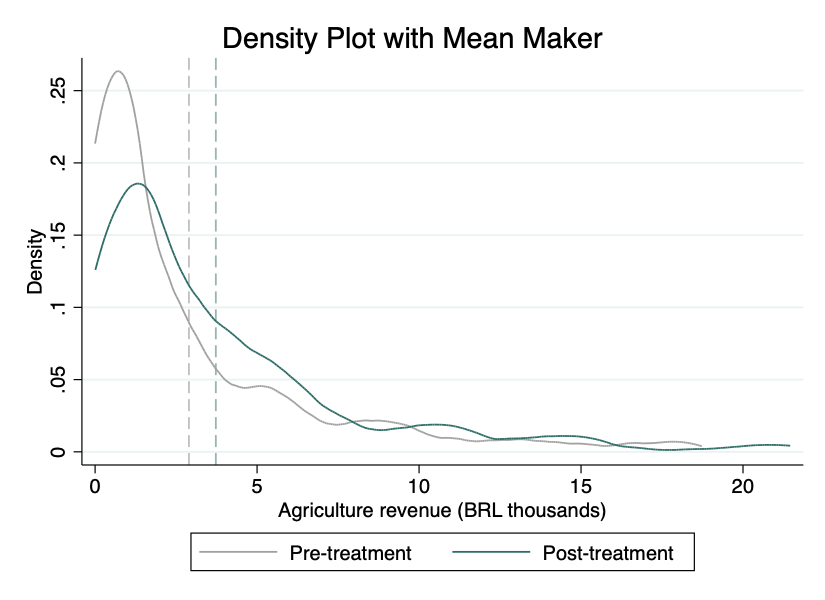 Density Plot with Mean Maker
.25
.2
.15
.1
.05
0
Density
0 5 10 15 20
Agriculture revenue (BRL thousands)
Pre-treatment Post-treatment